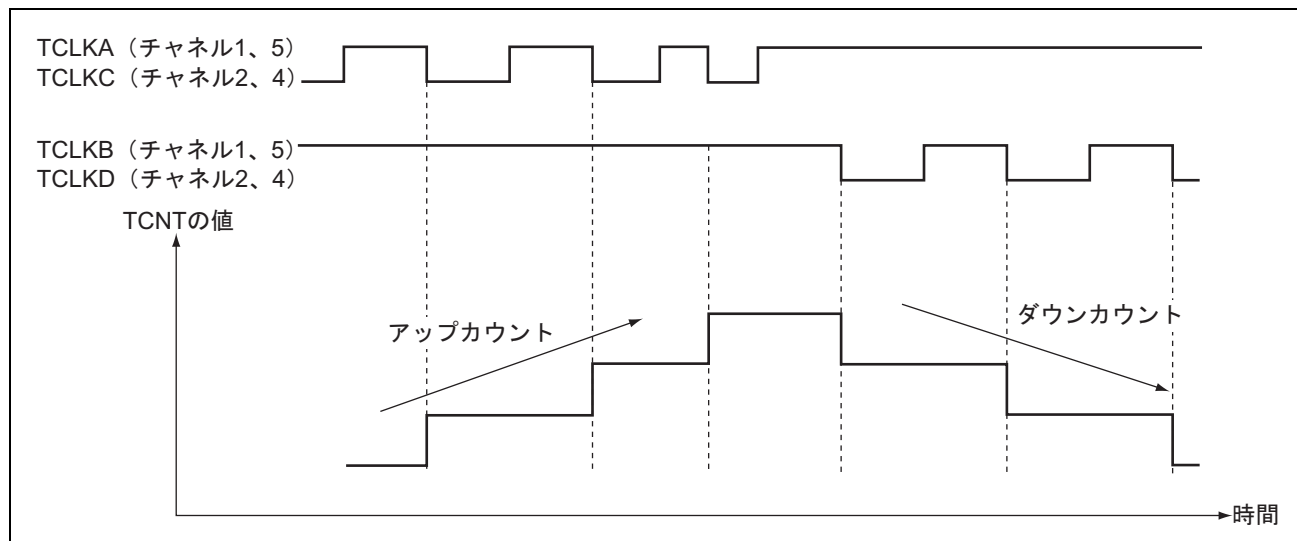 TCLKA（チャネル1、5）
TCLKC（チャネル2、4）
TCLKB（チャネル1、5）
TCLKD（チャネル2、4）
TCNTの値
アップカウント
ダウンカウント
時間